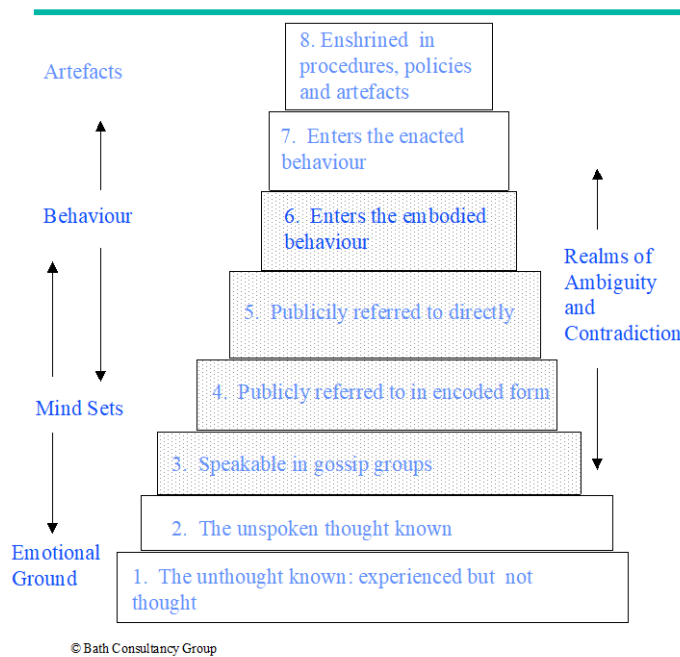 8. Enshrined in
procedures, policies
and artefacts
Artefacts
7. Enters the enacted
behaviour
Behaviour
6. Enters the embodied
behaviour
Realms of
Ambiguity
and
Contradiction
5. Publicily referred to directly
4. Publicly referred to in encoded form
Mind Sets
3. Speakable in gossip groups
2. The unspoken thought known
Emotional
Ground
1. The unthought known: experienced but not
thought
© Bath Consultancy Group